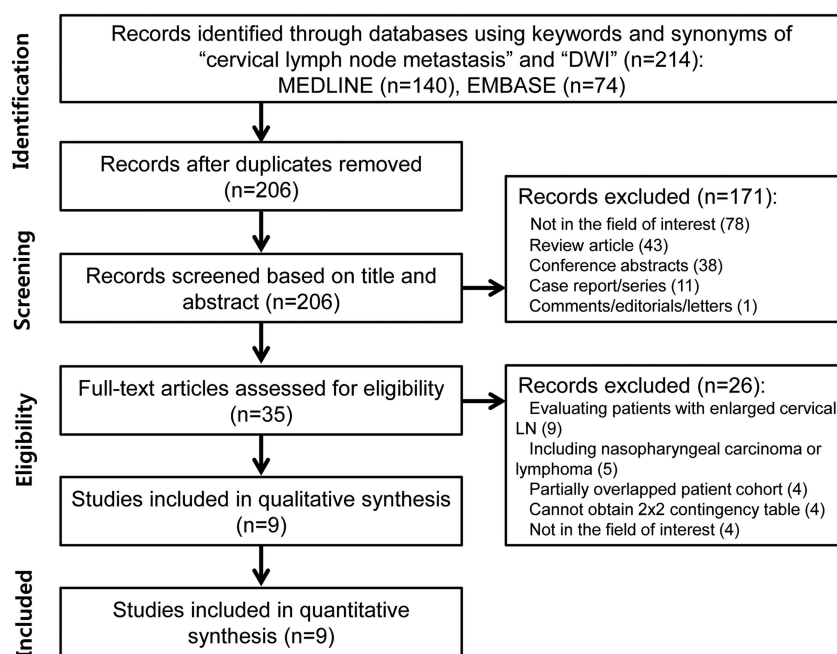 Identification
Records identified through databases using keywords and synonyms of
“cervical lymph node metastasis” and “DWI” (n=214):
MEDLINE (n=140), EMBASE (n=74)
Records after duplicates removed
(n=206)
Screening
Records screened based on title and
abstract (n=206)
Records excluded (n=171):
Not in the field of interest (78)
Review article (43)
Conference abstracts (38)
Case report/series (11)
Comments/editorials/letters (1)
Eligibility
Full-text articles assessed for eligibility
(n=35)
Records excluded (n=26):
Evaluating patients with enlarged cervical
LN (9)
Including nasopharyngeal carcinoma or
lymphoma (5)
Partially overlapped patient cohort (4)
Cannot obtain 2x2 contingency table (4)
Not in the field of interest (4)
Studies included in qualitative synthesis
(n=9)
Included
Studies included in quantitative
synthesis (n=9)